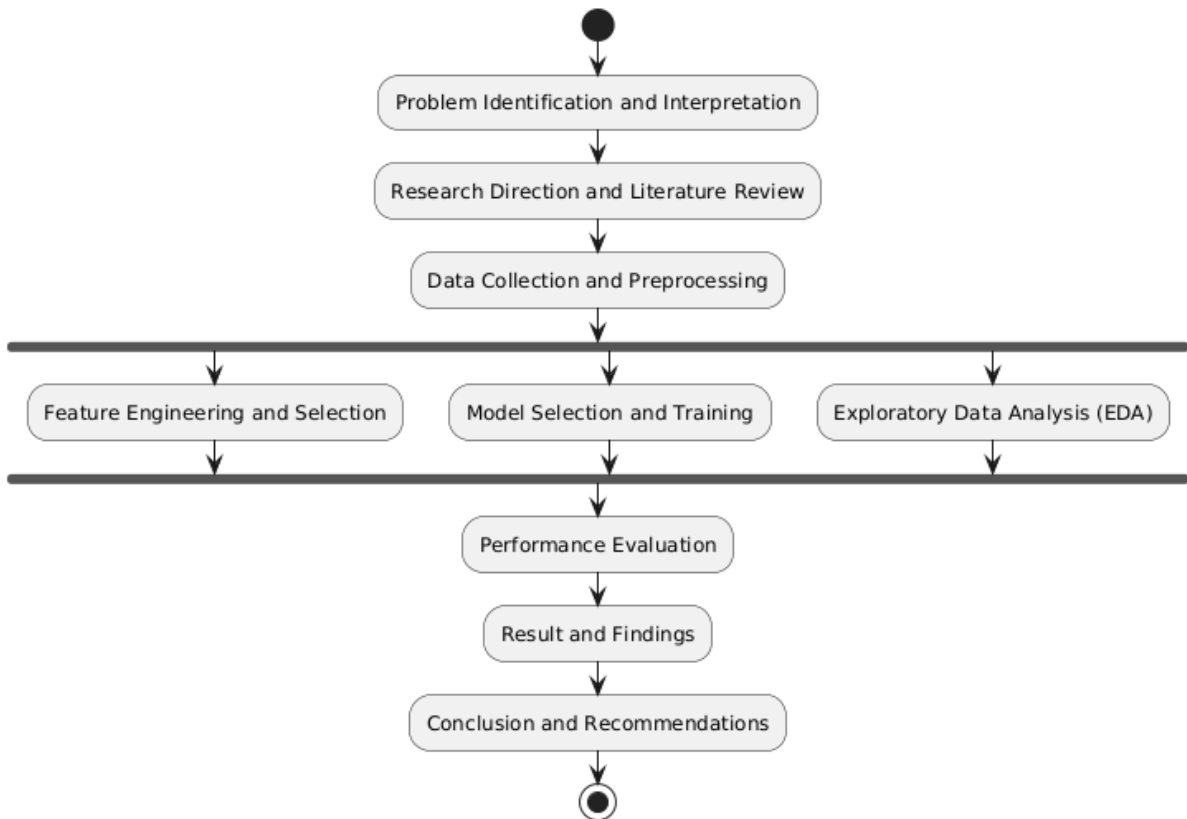 Problem Identification and Interpretation
Research Direction and Literature Review
Data Collection and Preprocessing
Feature Engineering and Selection
Model Selection and Training
Exploratory Data Analysis (EDA)
Performance Evaluation
Result and Findings
Conclusion and Recommendations